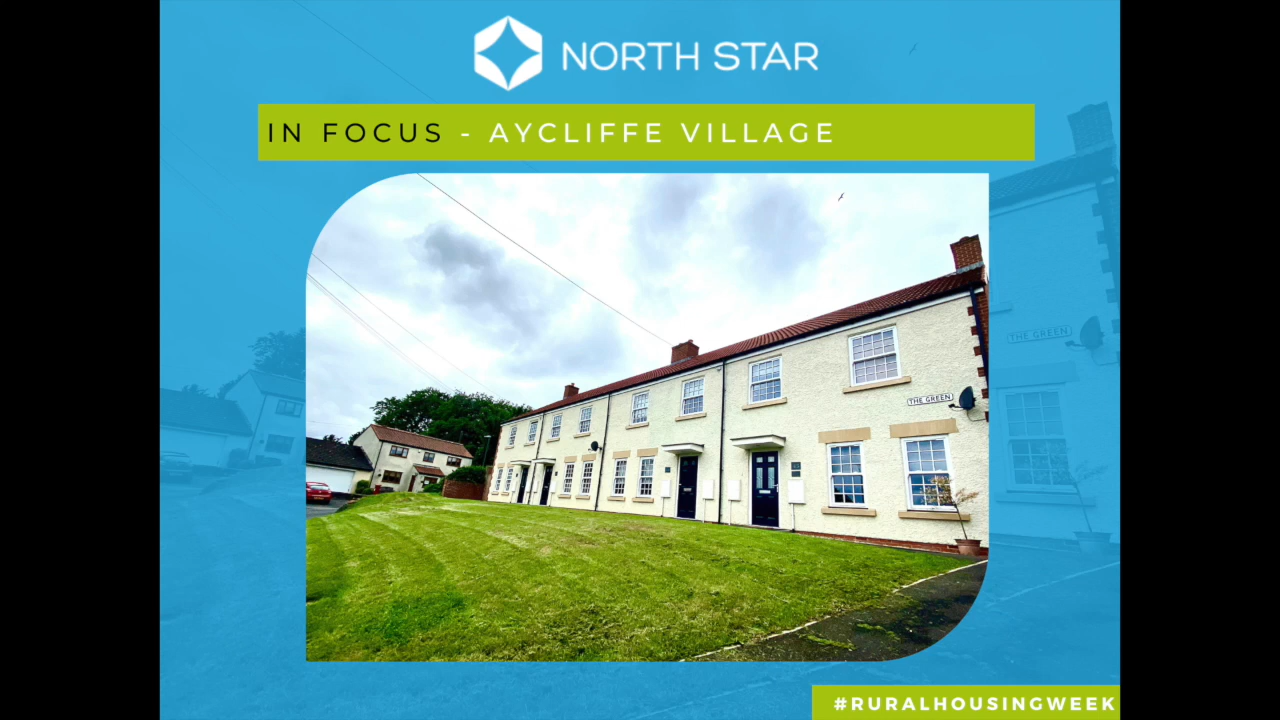 NORTH STAR
IN FOCUS - AYCLIFFE VILLAGE
THE GREEN
THE GREEN
#RURALHOUSINGWEEK